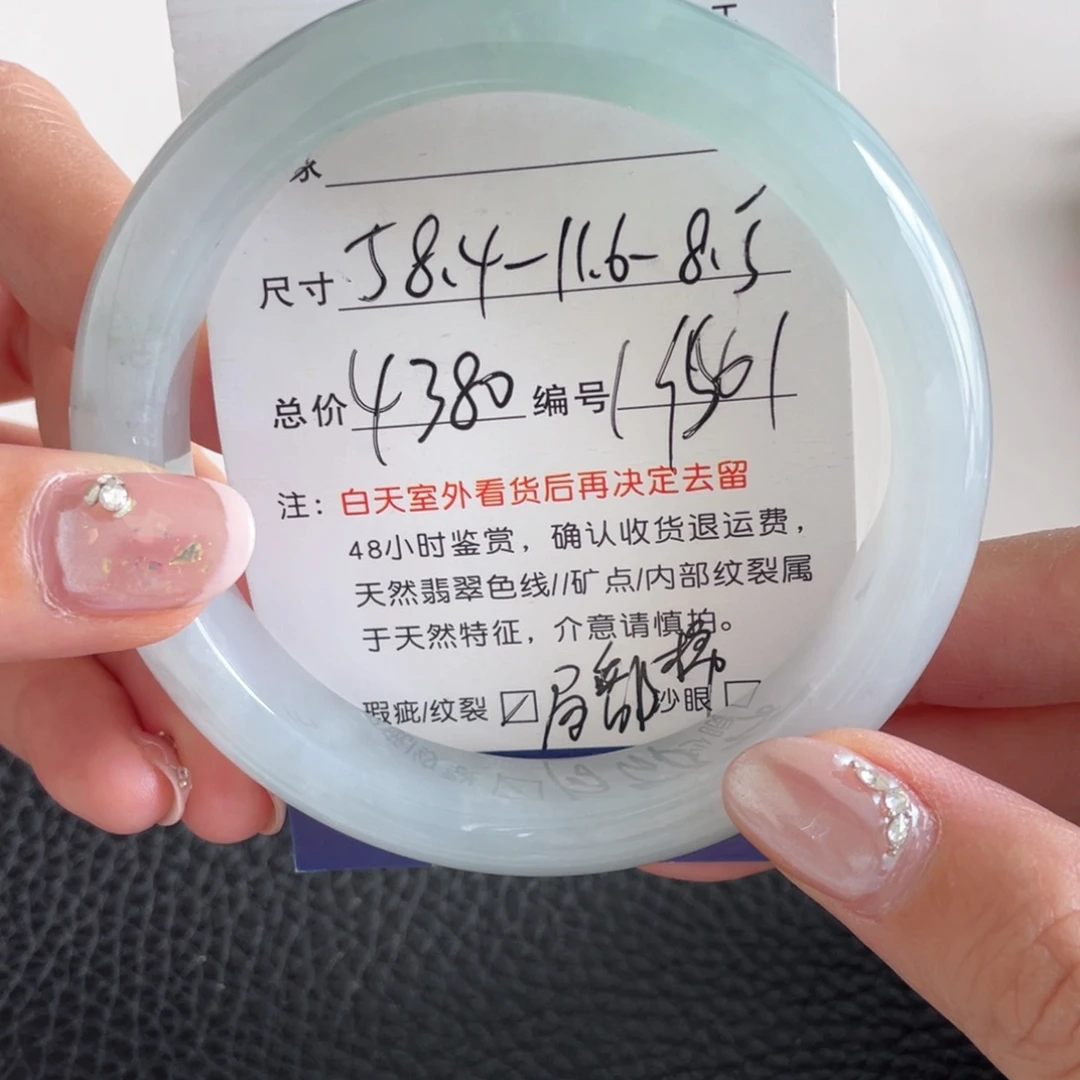 尺寸 58.4-11.6-8.5
总价 4380 编号
注：白天室外看货后再决定去留
48小时鉴赏，确认收货退运费，
天然翡翠色线//矿点/内部纹裂属
于天然特征，介意请慎拍。
瑕疵/纹裂 局部棉 砂眼